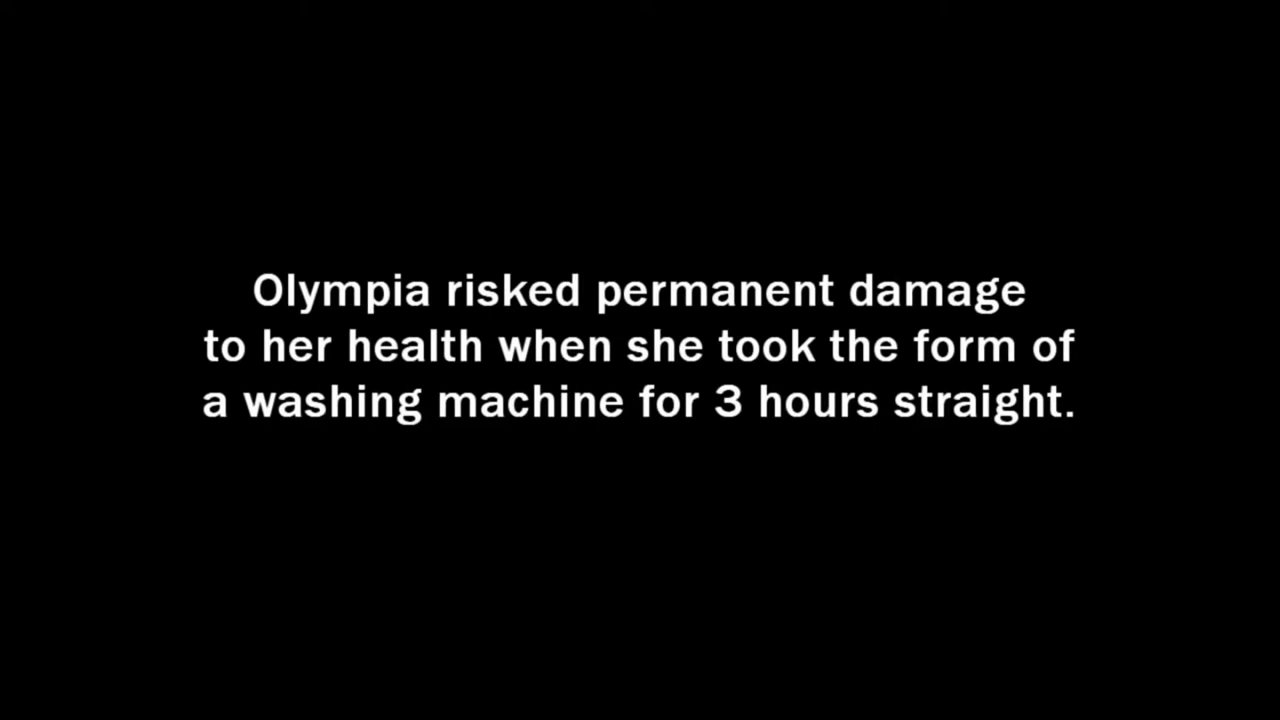 Olympia risked permanent damage
to her health when she took the form of
a washing machine for 3 hours straight.